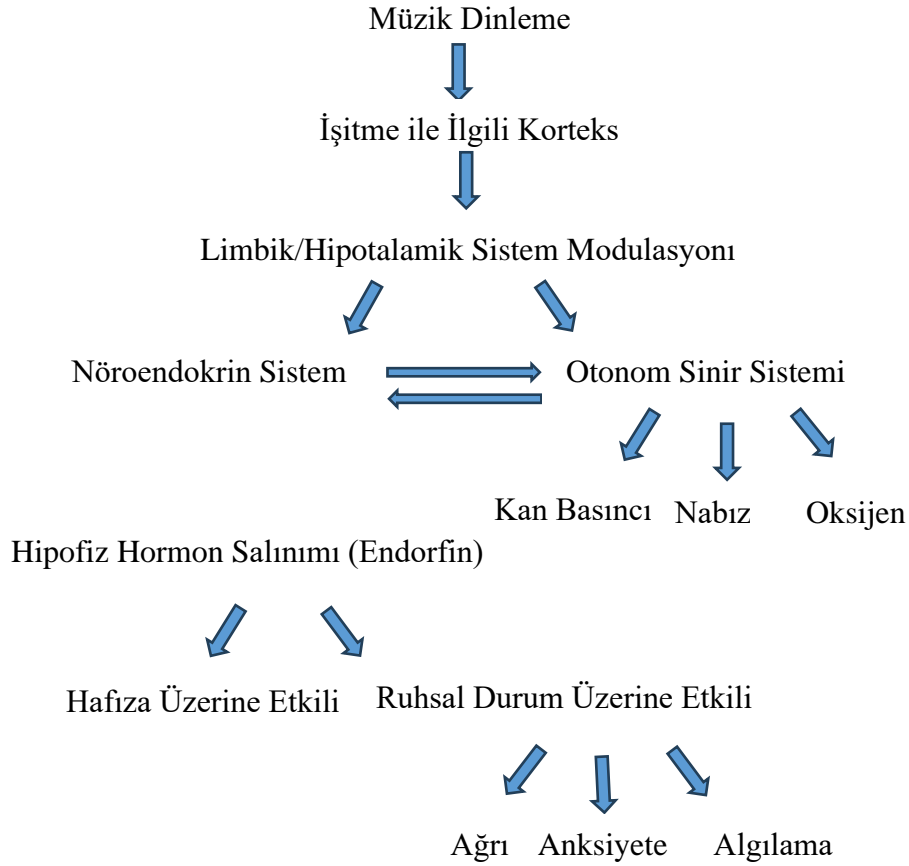 Müzik Dinleme
İşitme ile İlgili Korteks
Limbik/Hipotalamik Sistem Modulasyonı
Nöroendokrin Sistem
Otonom Sinir Sistemi
Kan Basıncı
Nabız
Oksijen
Hipofiz Hormon Salınımı (Endorfin)
Hafıza Üzerine Etkili
Ruhsal Durum Üzerine Etkili
Ağrı
Anksiyete
Algılama